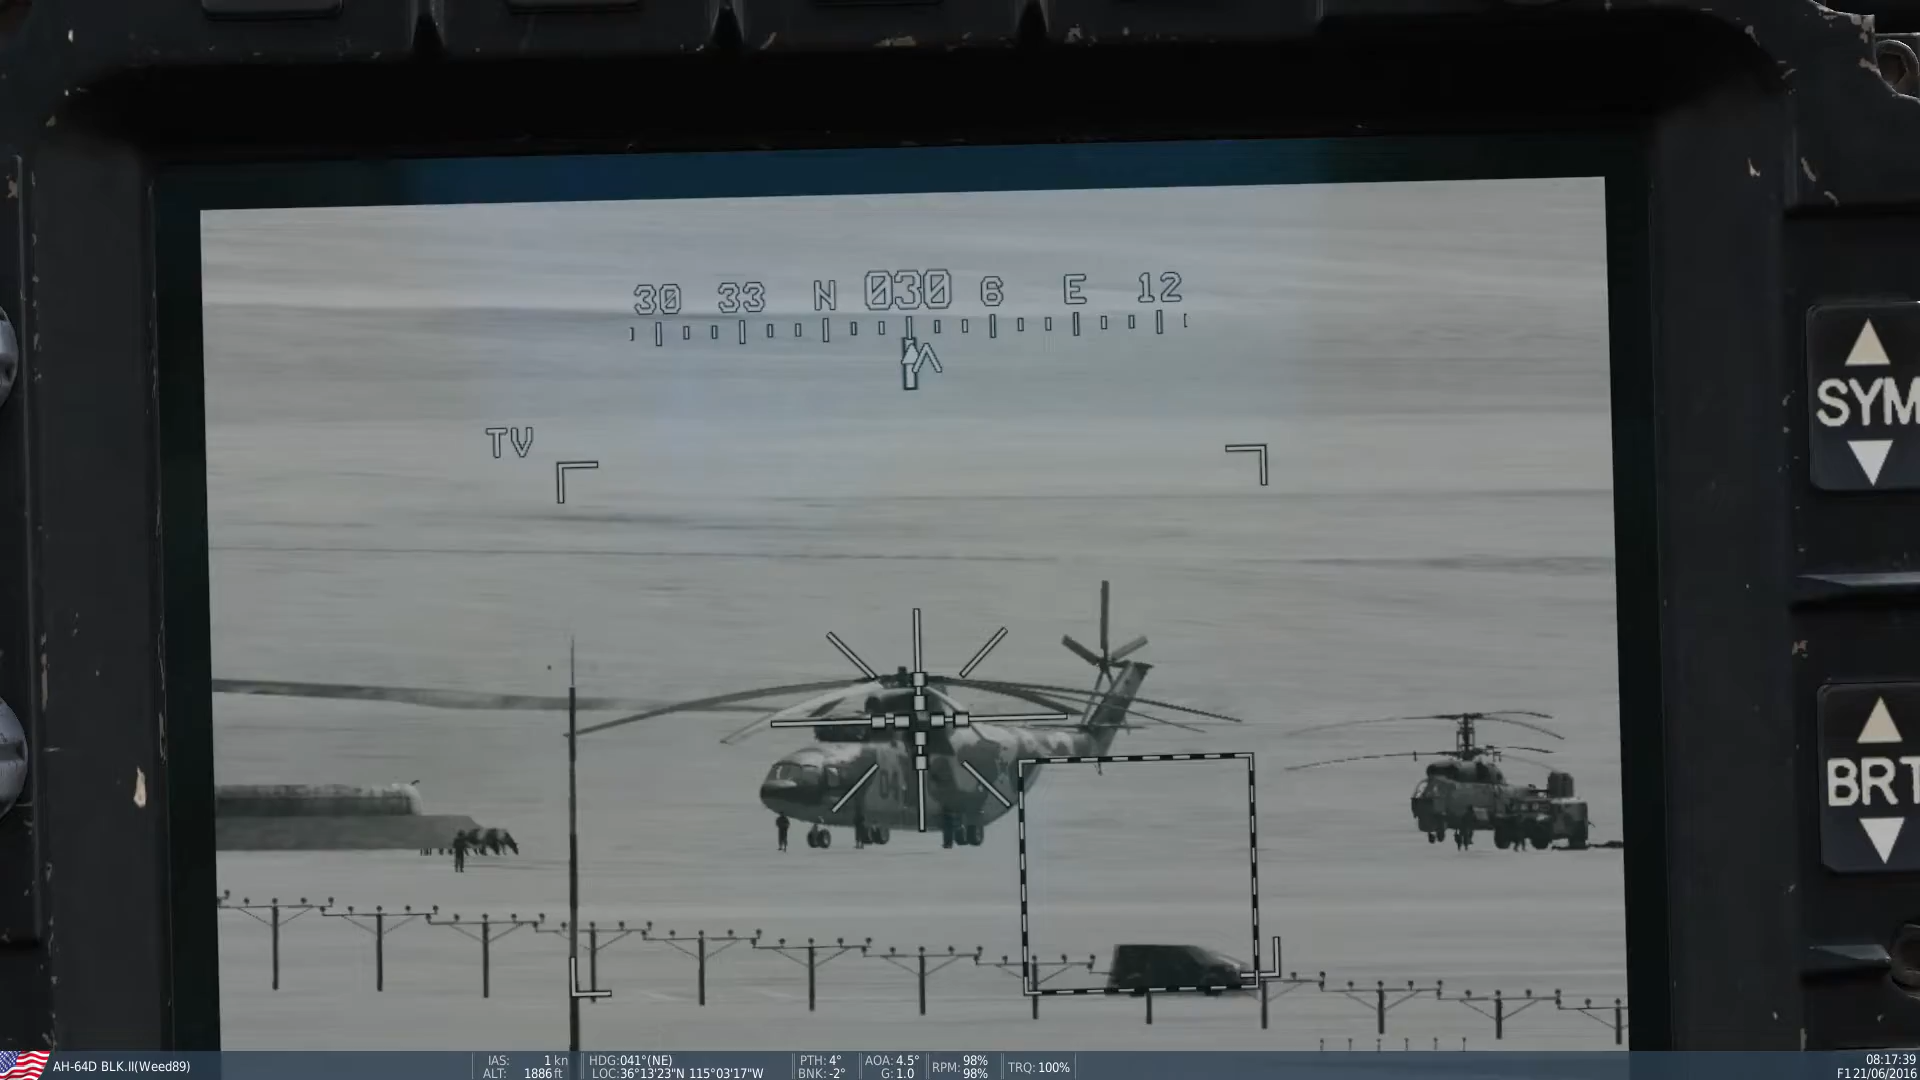 30 33 N 030 6 E 12
TV
SYM
BRT
AH-64D BLK.II(Weed89)
IAS: 1 kn
ALT: 1886 ft
HDG:041°(NE)
LOC:36°13'23"N 115°03'17"W
PTH: 4°
BNK: -2°
AOA: 4.5°
G: 1.0
RPM: 98%
98%
TRQ: 100%
08:17:39
F1 21/06/2016